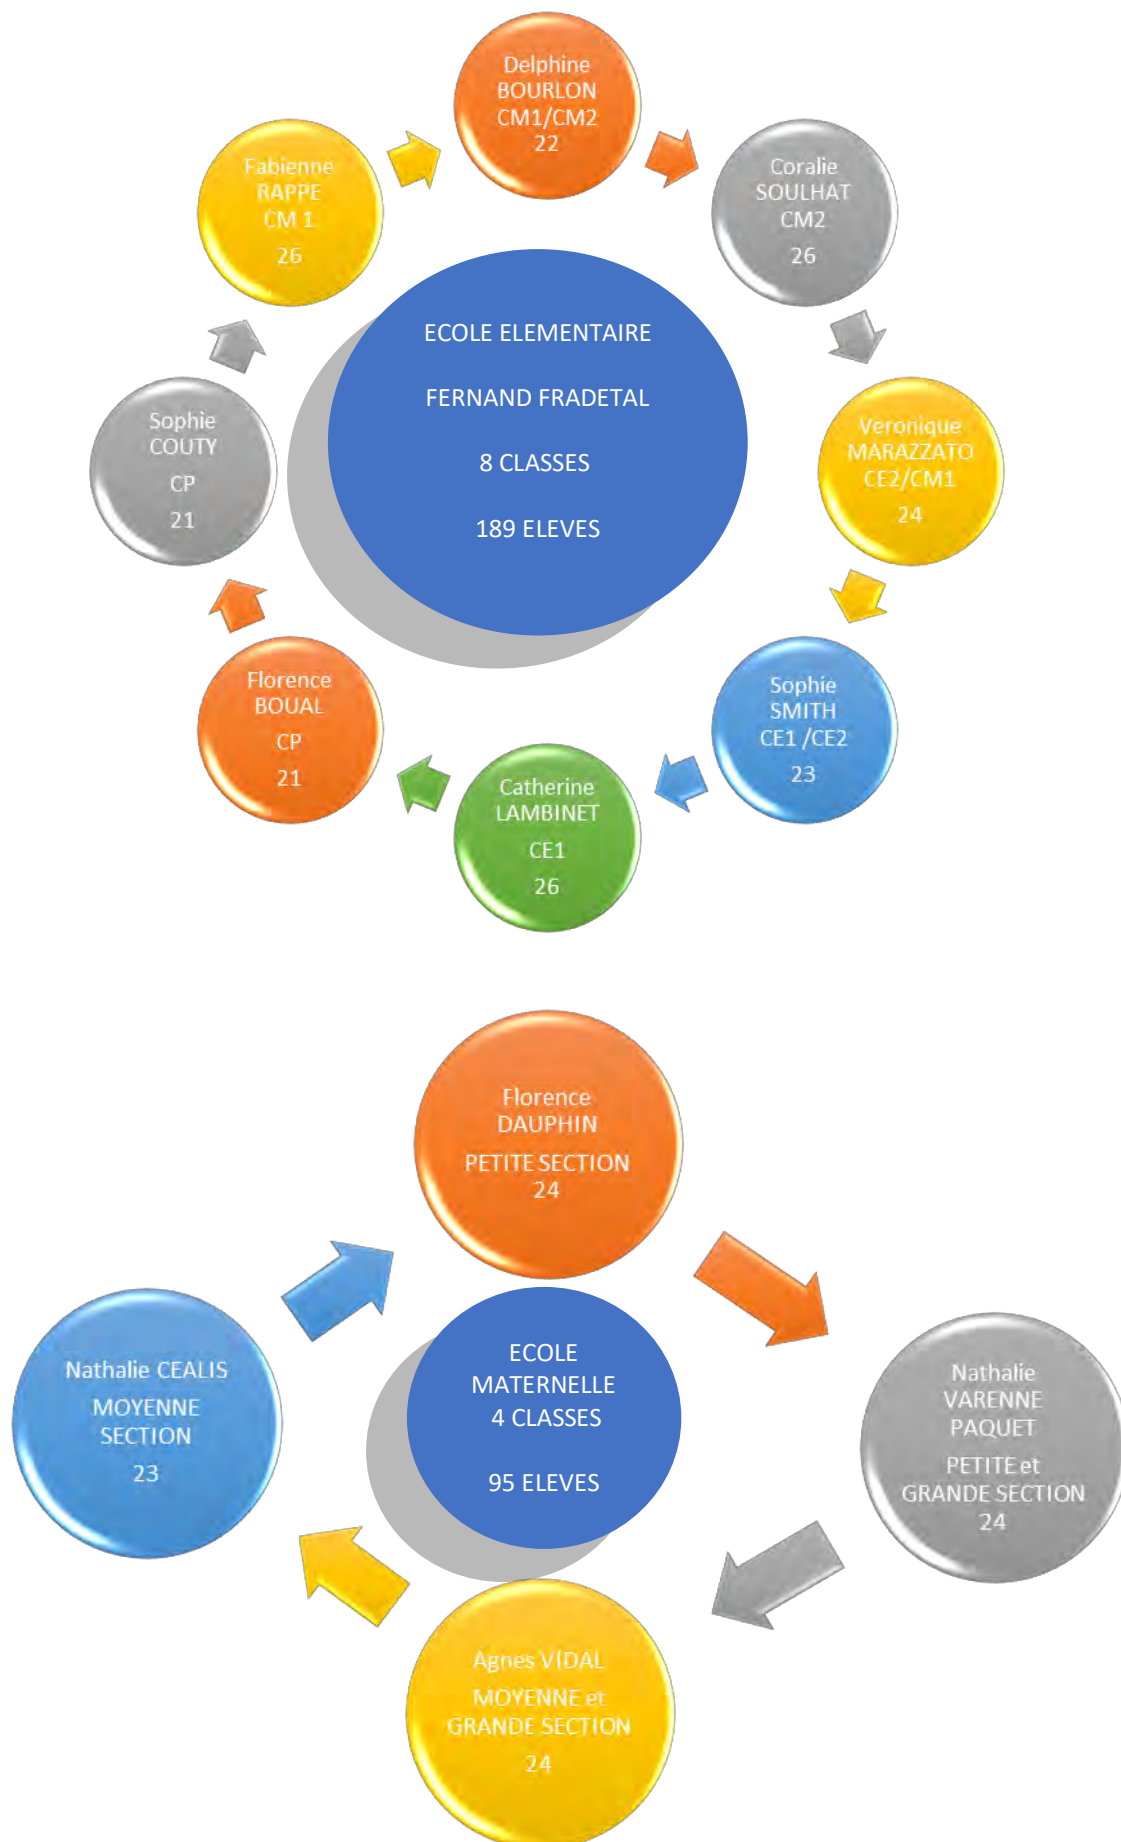 Delphine
BOURLON
CM1/CM2
22
Coralie
SOULHAT
CM2
26
Veronique
MARAZZATO
CE2/CM1
24
Sophie
SMITH
CE1 /CE2
23
Catherine
LAMBINET
CE1
26
Florence
BOUAL
CP
21
Sophie
COUTY
CP
21
Fabienne
RAPPE
CM 1
26
ECOLE ELEMENTAIRE
FERNAND FRADETAL
8 CLASSES
189 ELEVES
Florence
DAUPHIN
PETITE SECTION
24
Nathalie
VARENNE
PAQUET
PETITE et
GRANDE SECTION
24
Agnes VIDAL
MOYENNE et
GRANDE SECTION
24
Nathalie CEALIS
MOYENNE
SECTION
23
ECOLE
MATERNELLE
4 CLASSES
95 ELEVES